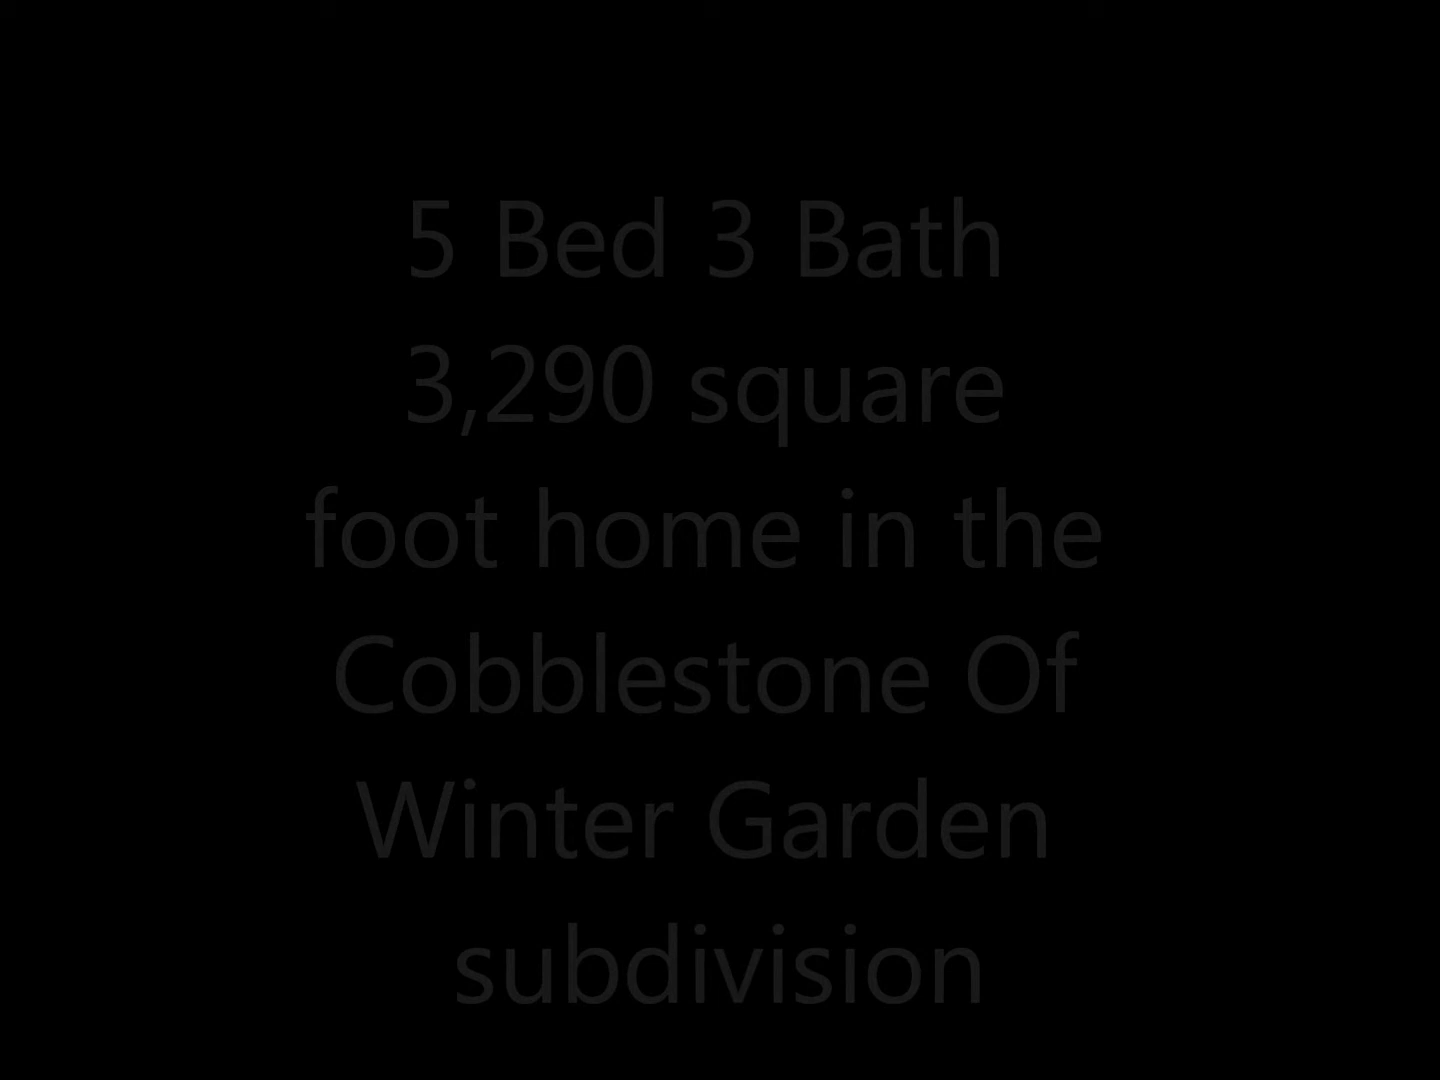 5 Bed 3 Bath
3,290 square
foot home in the
Cobblestone Of
Winter Garden
subdivision